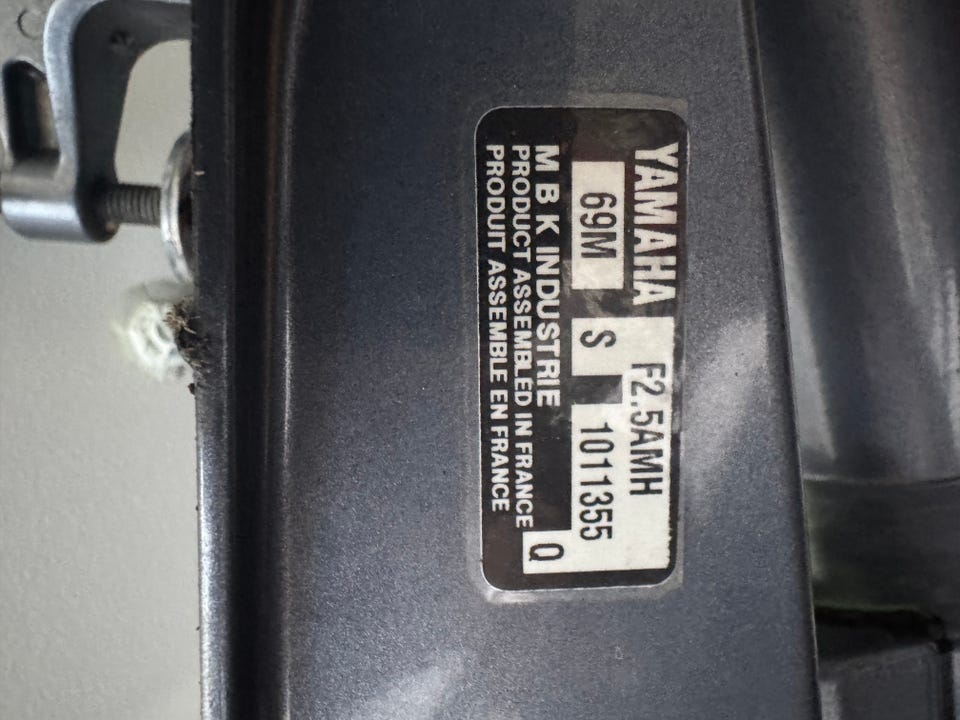 YAMAHA F2.5AMH
69M S 1011355
M B K INDUSTRIE
PRODUCT ASSEMBLED IN FRANCE Q
PRODUIT ASSEMBLE EN FRANCE